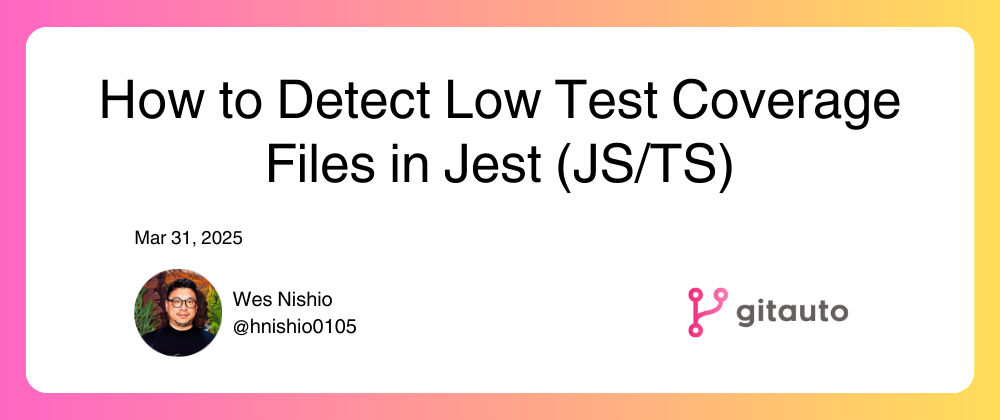 How to Detect Low Test Coverage
Files in Jest (JS/TS)
Mar 31, 2025
Wes Nishio
@hnishio0105
gitauto